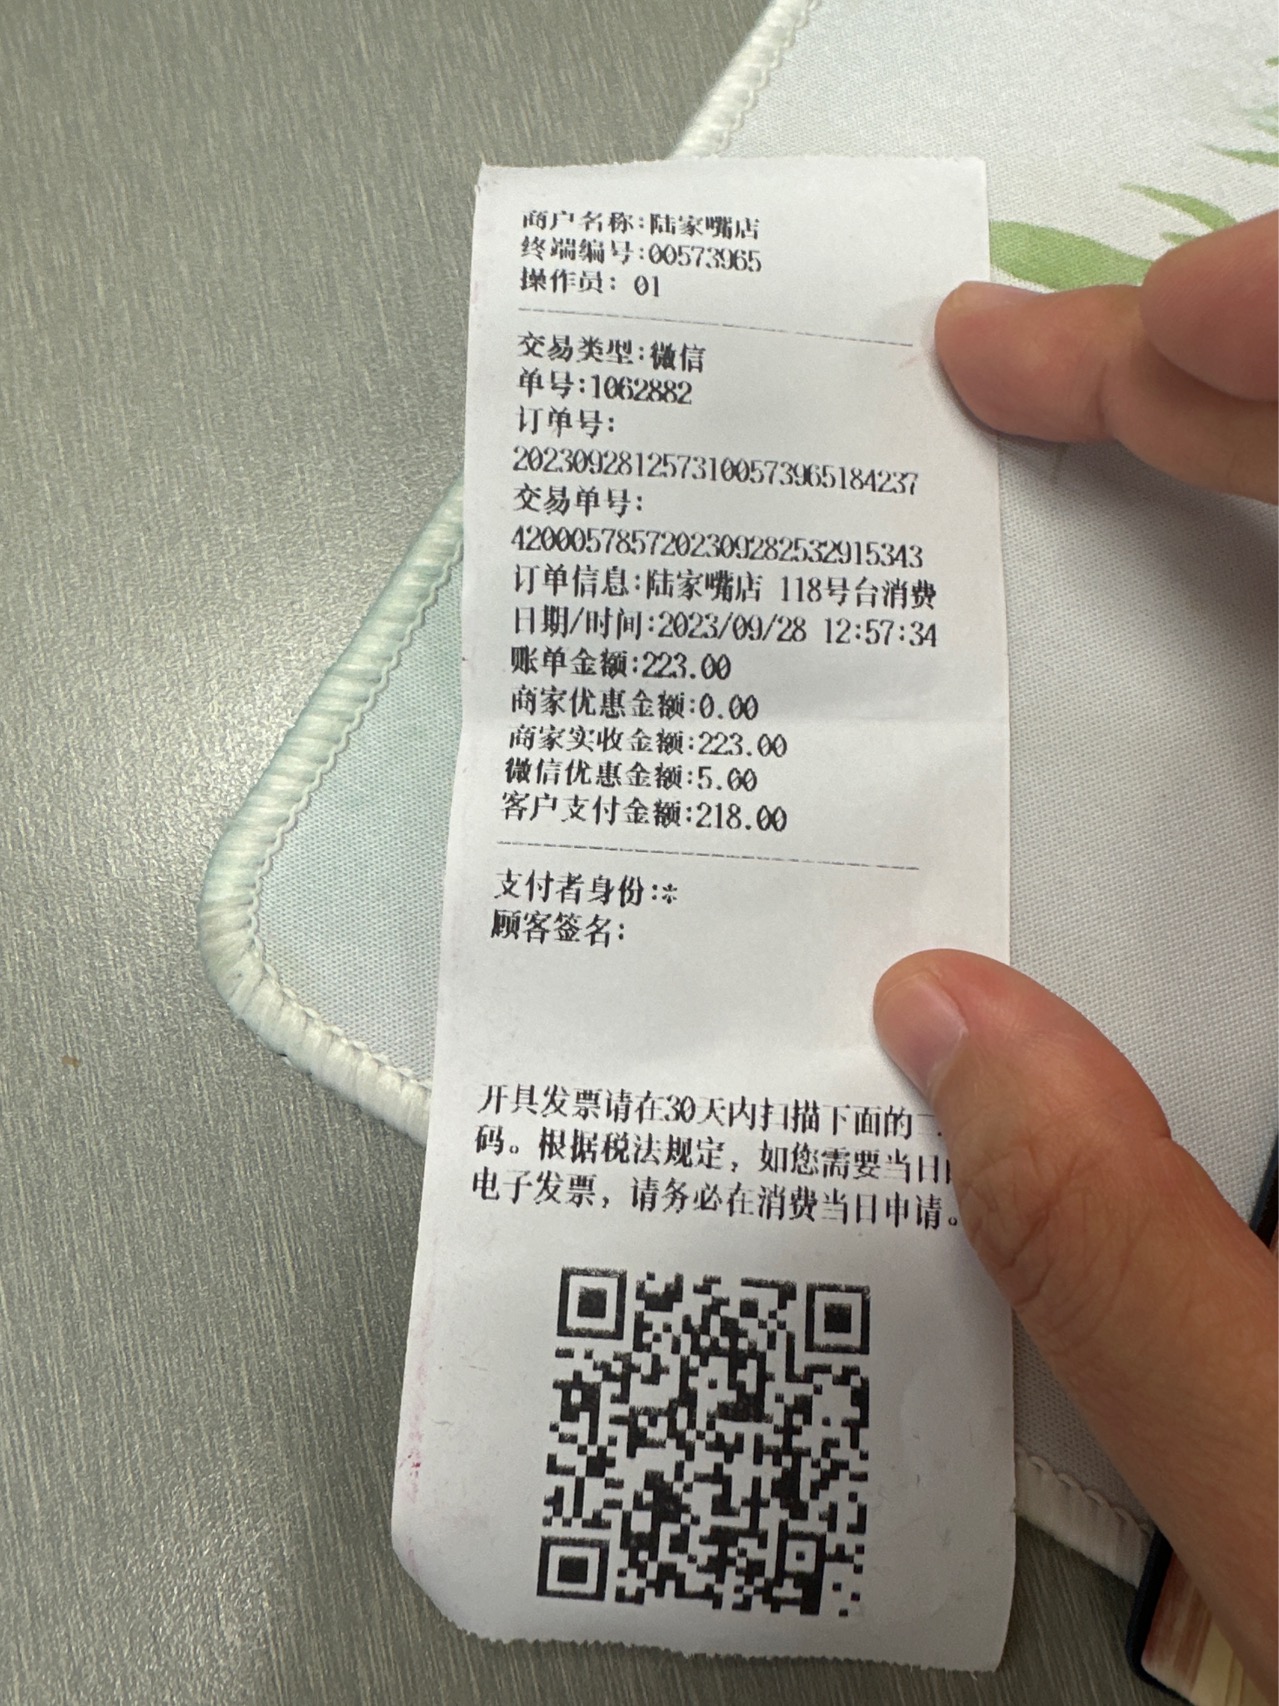 商户名称:陆家嘴店
终端编号:00573965
操作员: 01
交易类型:微信
单号:1062882
订单号:
2023092812573100573965184237
交易单号:
4200057857202309282532915343
订单信息:陆家嘴店 118号台消费
日期/时间:2023/09/28 12:57:34
账单金额:223.00
商家优惠金额:0.00
商家实收金额:223.00
微信优惠金额:5.00
客户支付金额:218.00
支付者身份:*
顾客签名:
开具发票请在30天内扫描下面的二
码。根据税法规定，如您需要当日
电子发票，请务必在消费当日申请。